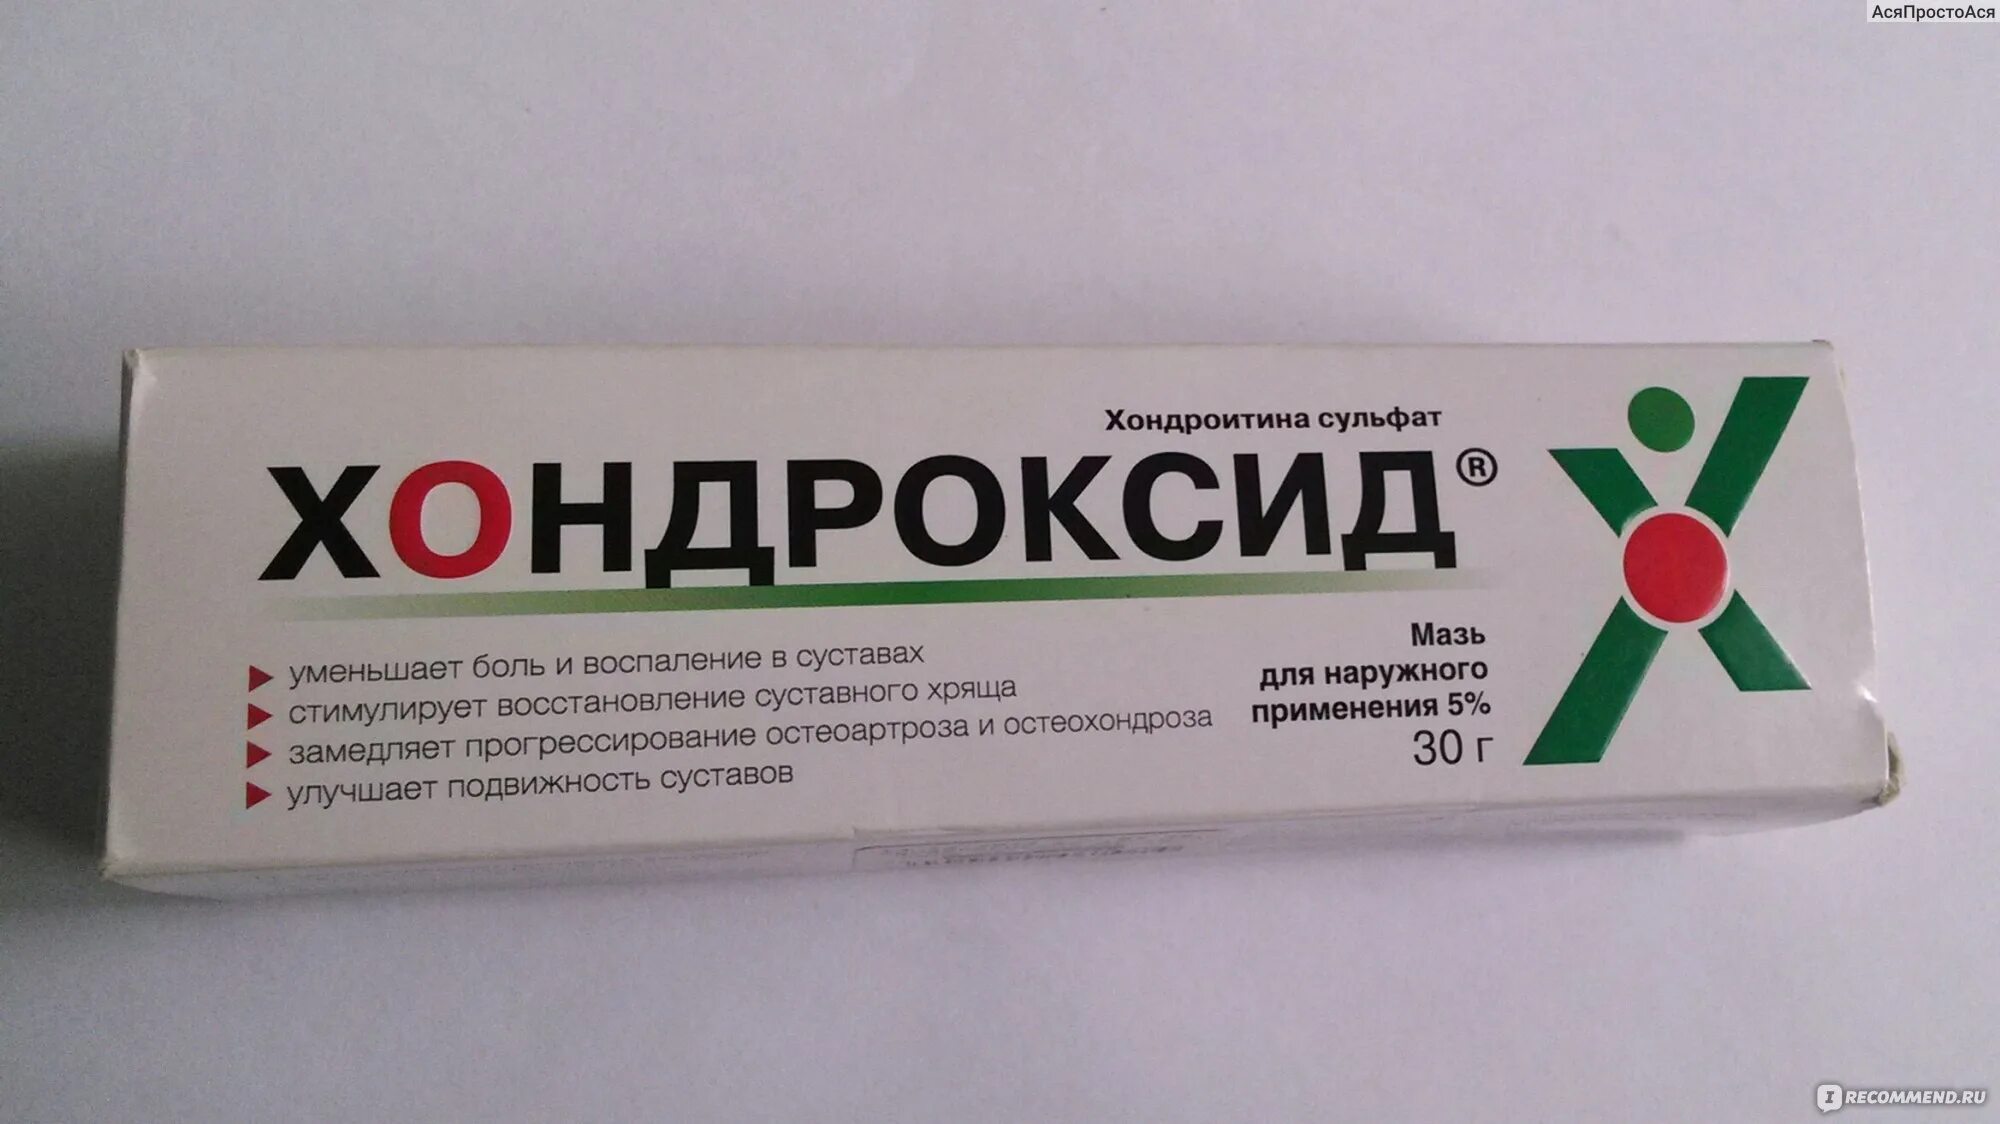 АсяПростоАся
Хондроитина сульфат
ХОНДРОКСИД®
уменьшает боль и воспаление в суставах
стимулирует восстановление суставного хряща
замедляет прогрессирование остеоартроза и остеохондроза
улучшает подвижность суставов
Мазь
для наружного
применения 5%
30 г
IRECOMMEND.RU